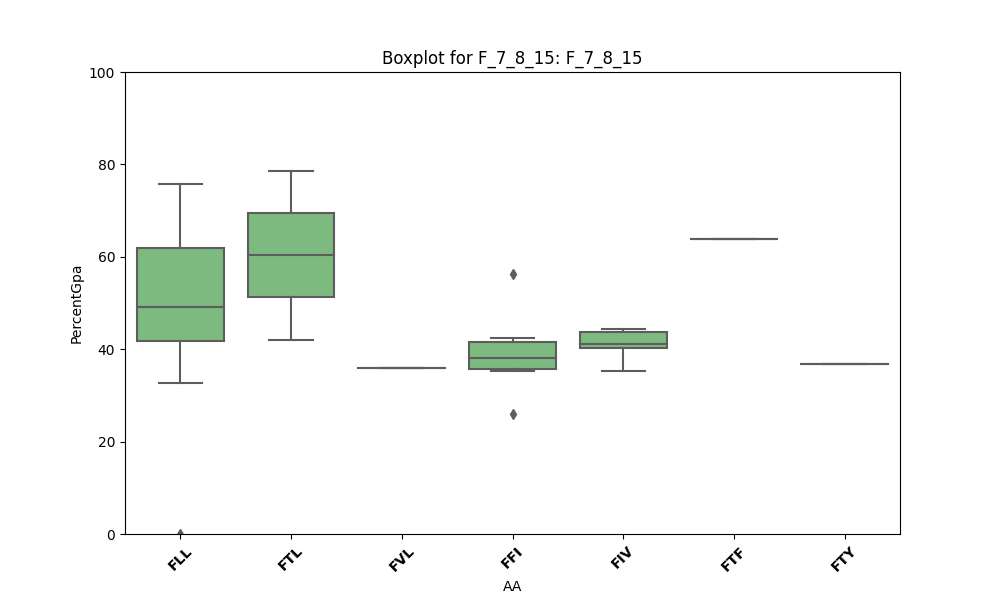 Boxplot for F_7_8_15: F_7_8_15
100
80
60
40
20
0
PercentGpa
FLL
FTL
FVL
FFI
FIV
FTF
FTY
AA